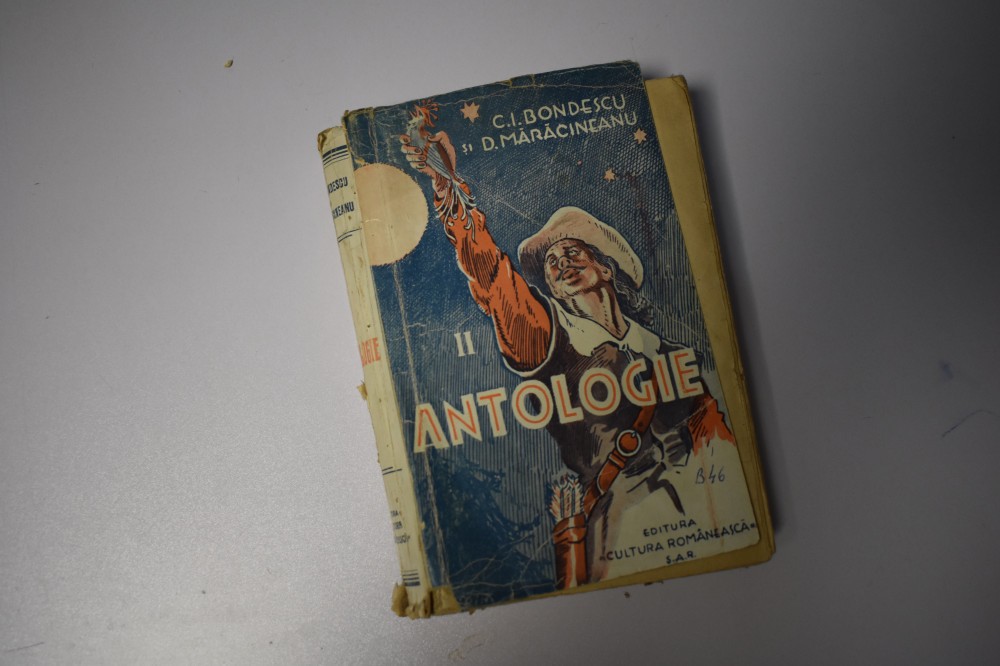 C.I. BONDESCU
ȘI D. MĂRĂCINEANU
II
ANTOLOGIE
B46
EDITURA
"CULTURA ROMÂNEASCĂ"
S.A.R.